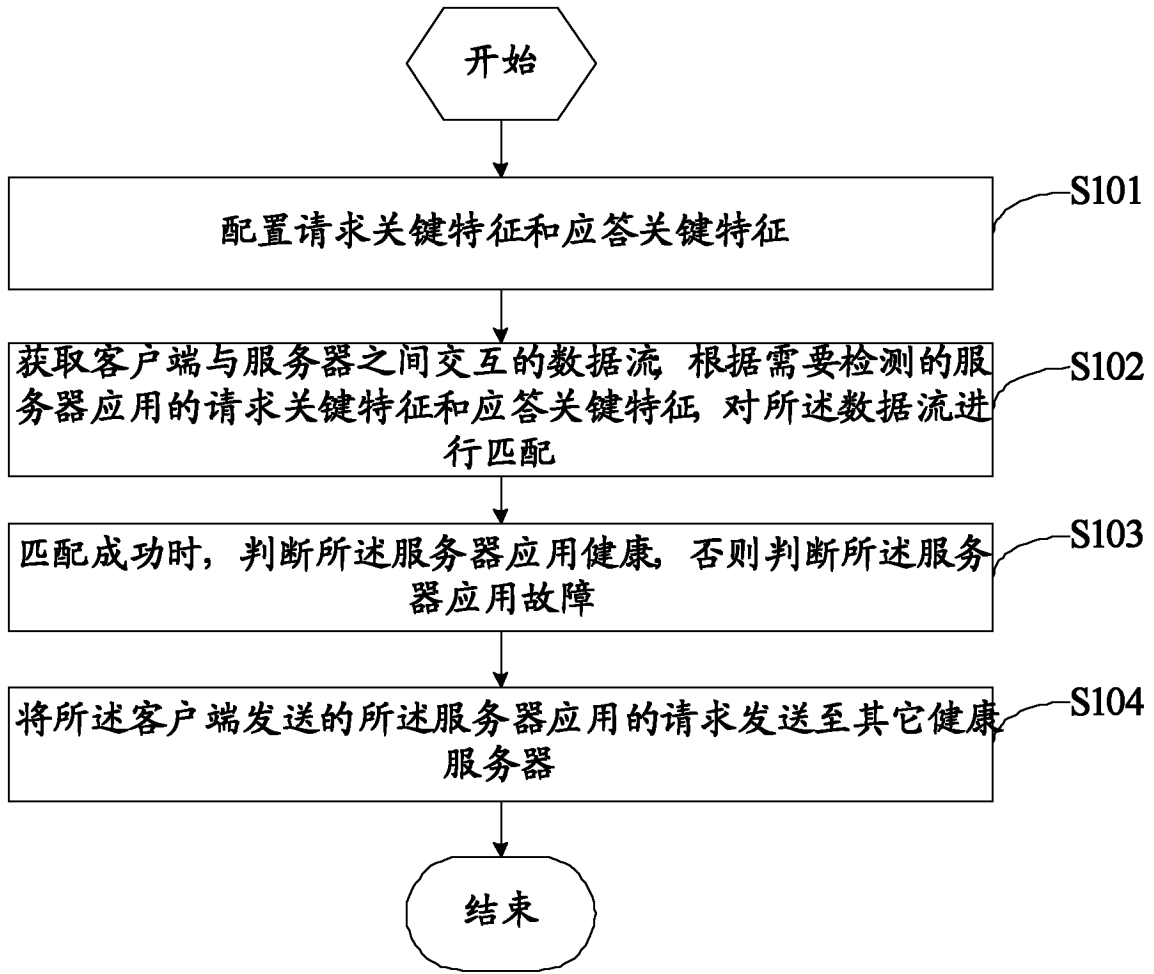 开始
S101
配置请求关键特征和应答关键特征
S102
获取客户端与服务器之间交互的数据流，根据需要检测的服
务器应用的请求关键特征和应答关键特征，对所述数据流进
行匹配
S103
匹配成功时，判断所述服务器应用健康，否则判断所述服务
器应用故障
S104
将所述客户端发送的所述服务器应用的请求发送至其它健康
服务器
结束